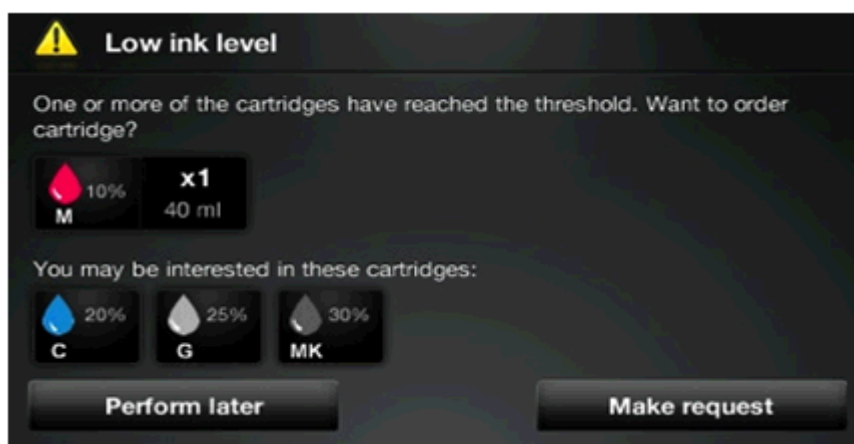 Low ink level
One or more of the cartridges have reached the threshold. Want to order
cartridge?
10% x1
M 40 ml
You may be interested in these cartridges:
20% 25% 30%
C G MK
Perform later Make request